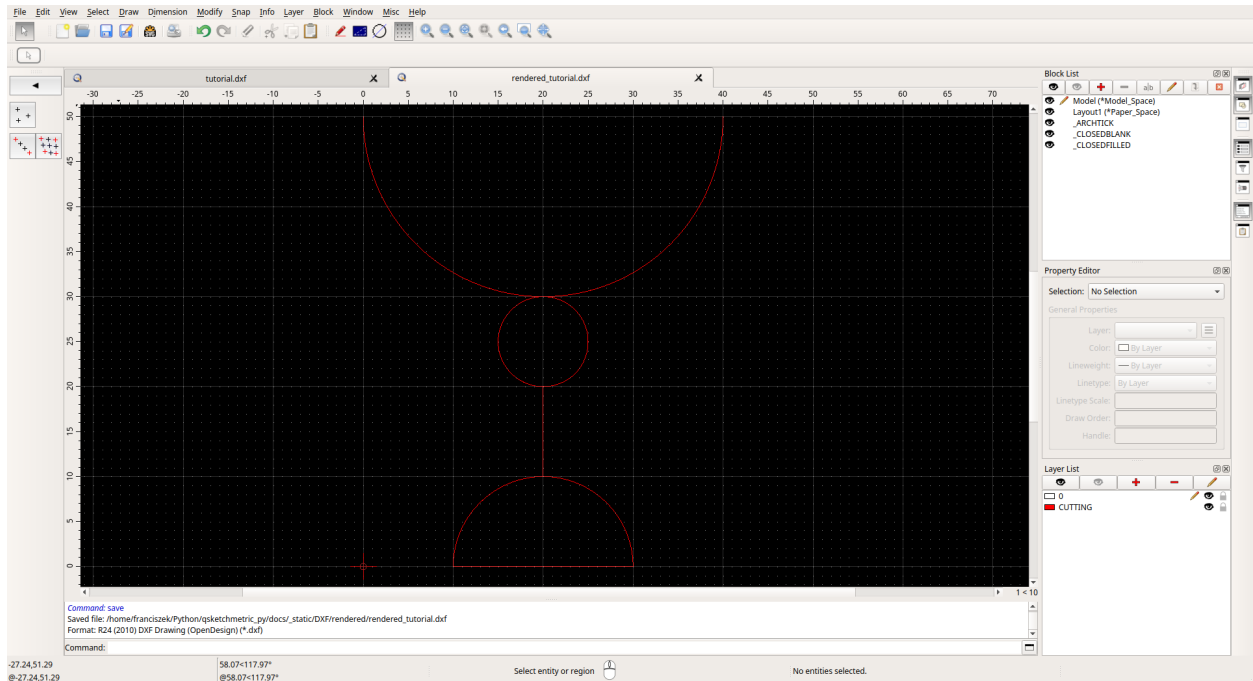 File Edit View Select Draw Dimension Modify Snap Info Layer Block Window Misc Help
tutorial.dxf
rendered_tutorial.dxf
-30 -25 -20 -15 -10 -5 0 5 10 15 20 25 30 35 40 45 50 55 60 65 70
50
45
40
35
30
25
20
15
10
5
0
1 < 10
Command: save
Saved file: /home/franciszek/Python/qsketchmetric_py/docs/_static/DXF/rendered/rendered_tutorial.dxf
Format: R24 (2010) DXF Drawing (OpenDesign) (*.dxf)
Command:
Block List
a|b
Model (*Model_Space)
Layout1 (*Paper_Space)
_ARCHTICK
_CLOSEDBLANK
_CLOSEDFILLED
Property Editor
Selection: No Selection
General Properties
Layer:
Color: By Layer
Lineweight: By Layer
Linetype: By Layer
Linetype Scale:
Draw Order:
Handle:
Layer List
0
CUTTING
-27.24,51.29
@-27.24,51.29
58.07<117.97°
@58.07<117.97°
Select entity or region
No entities selected.